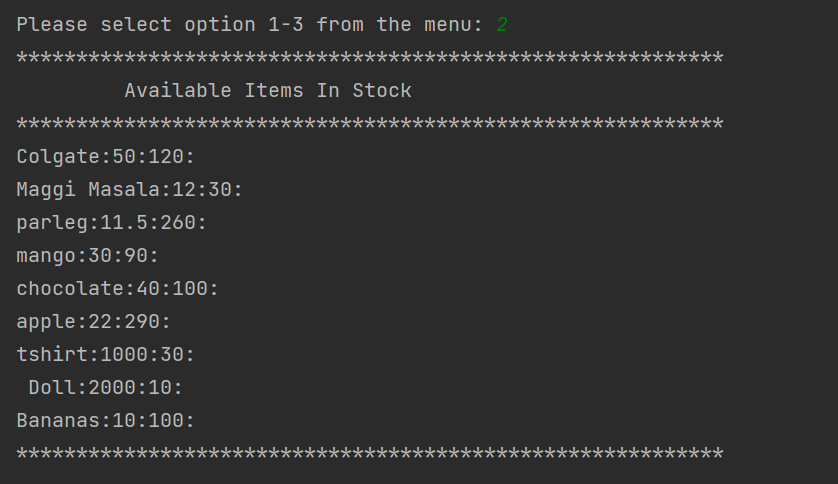 Please select option 1-3 from the menu: 2
***********************************************************
Available Items In Stock
***********************************************************
Colgate:50:120:
Maggi Masala:12:30:
parleg:11.5:260:
mango:30:90:
chocolate:40:100:
apple:22:290:
tshirt:1000:30:
Doll:2000:10:
Bananas:10:100:
***********************************************************